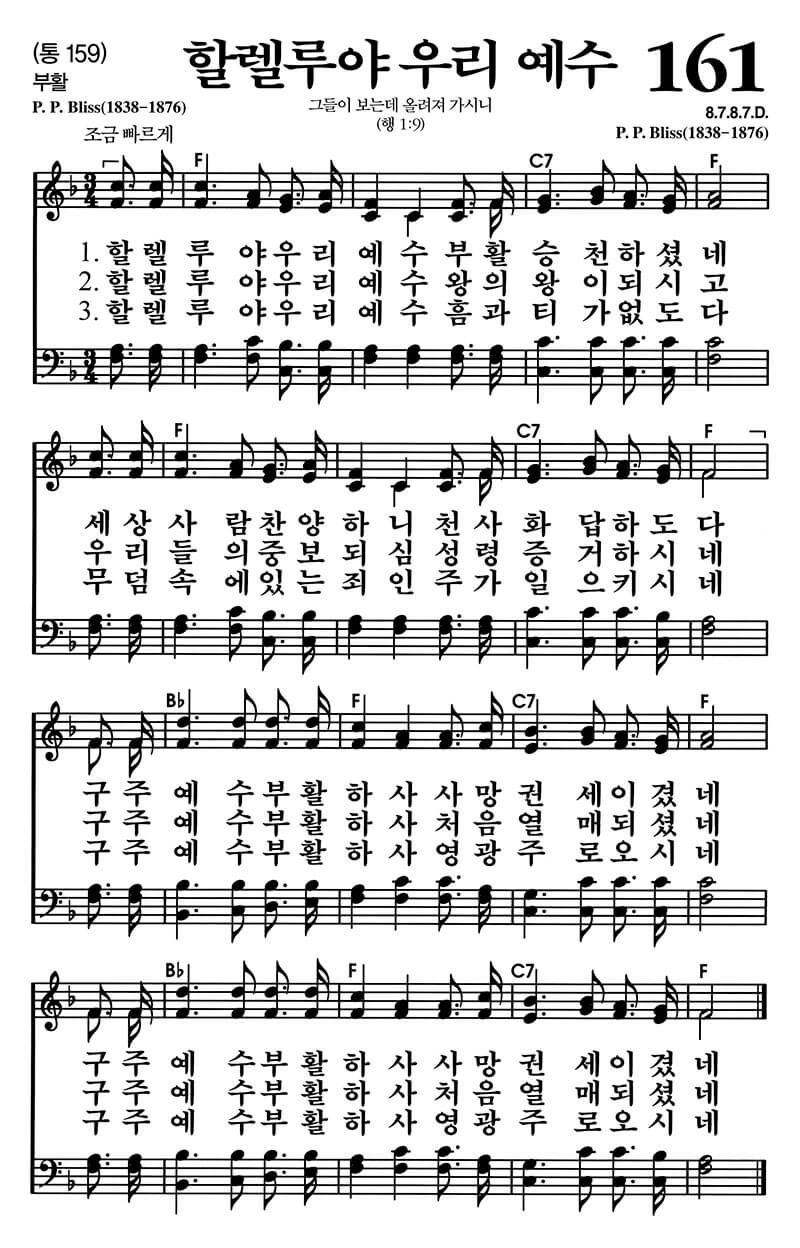 (통 159)
부활
할렐루야 우리 예수 161
P. P. Bliss(1838-1876)
그들이 보는데 올려져 가시니
(행 1:9)
8.7.8.7.D.
P. P. Bliss(1838-1876)
조금 빠르게
F C7 F
3/4
1. 할렐루야우리예수부활승천하셨네
2. 할렐루야우리예수왕의왕이되시고
3. 할렐루야우리예수흠과티가없도다
3/4
F C7 F
세상사람찬양하니천사화답하도다
우리들의중보되심성령증거하시네
무덤속에있는죄인주가일으키시네
B♭ F C7 F
구주예수부활하사사망권세이겼네
구주예수부활하사처음열매되셨네
구주예수부활하사영광주로오시네
B♭ F C7 F
구주예수부활하사사망권세이겼네
구주예수부활하사처음열매되셨네
구주예수부활하사영광주로오시네